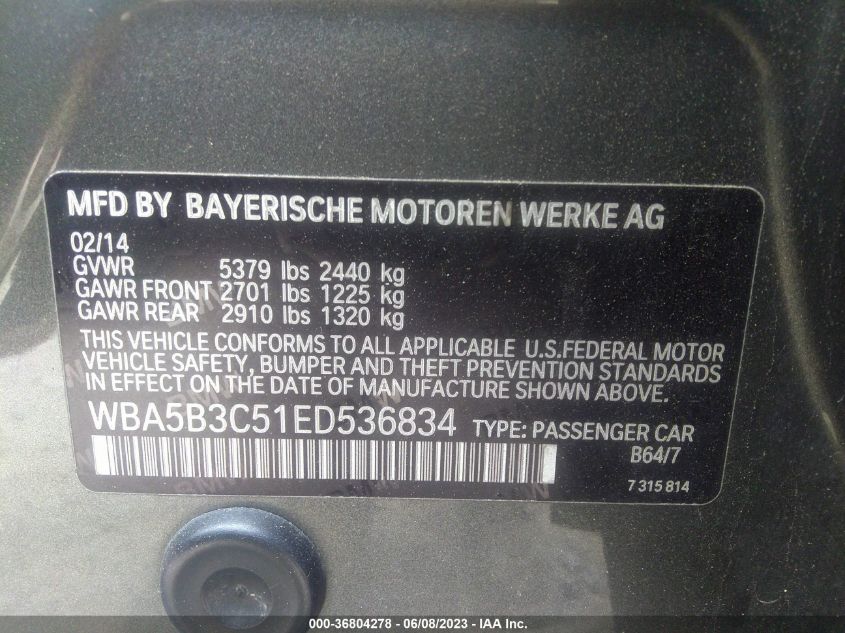 MFD BY BAYERISCHE MOTOREN WERKE AG
02/14
GVWR 5379 lbs 2440 kg
GAWR FRONT 2701 lbs 1225 kg
GAWR REAR 2910 lbs 1320 kg
THIS VEHICLE CONFORMS TO ALL APPLICABLE U.S.FEDERAL MOTOR
VEHICLE SAFETY, BUMPER AND THEFT PREVENTION STANDARDS
IN EFFECT ON THE DATE OF MANUFACTURE SHOWN ABOVE.
WBA5B3C51ED536834 TYPE: PASSENGER CAR
B64/7
7 315 814
000-36804278 - 06/08/2023 - IAA Inc.